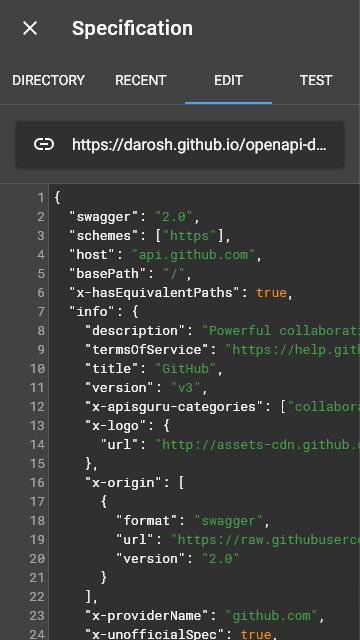 Specification
DIRECTORY RECENT EDIT TEST
https://darosh.github.io/openapi-d...
1 {
2 "swagger": "2.0",
3 "schemes": ["https"],
4 "host": "api.github.com",
5 "basePath": "/",
6 "x-hasEquivalentPaths": true,
7 "info": {
8 "description": "Powerful collaborati
9 "termsOfService": "https://help.gith
10 "title": "GitHub",
11 "version": "v3",
12 "x-apisguru-categories": ["collabora
13 "x-logo": {
14 "url": "http://assets-cdn.github.c
15 },
16 "x-origin": [
17 {
18 "format": "swagger",
19 "url": "https://raw.githubuserco
20 "version": "2.0"
21 }
22 ],
23 "x-providerName": "github.com",
24 "x-unofficialSpec": true,